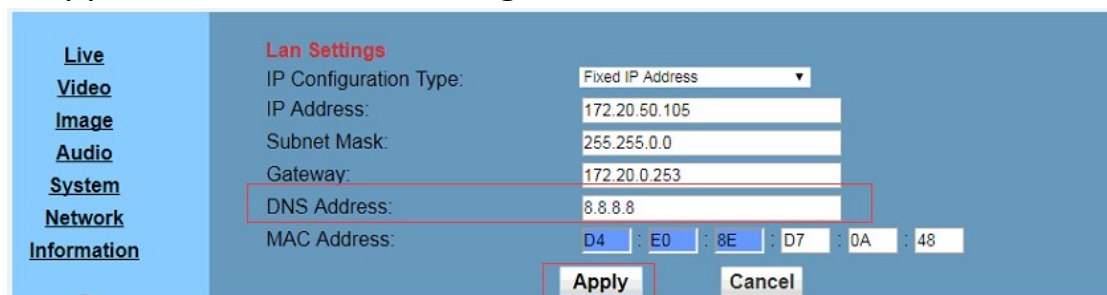 Live
Video
Image
Audio
System
Network
Information
Lan Settings
IP Configuration Type: Fixed IP Address
IP Address: 172.20.50.105
Subnet Mask: 255.255.0.0
Gateway: 172.20.0.253
DNS Address: 8.8.8.8
MAC Address: D4 : E0 : 8E : D7 : 0A : 48
Apply Cancel